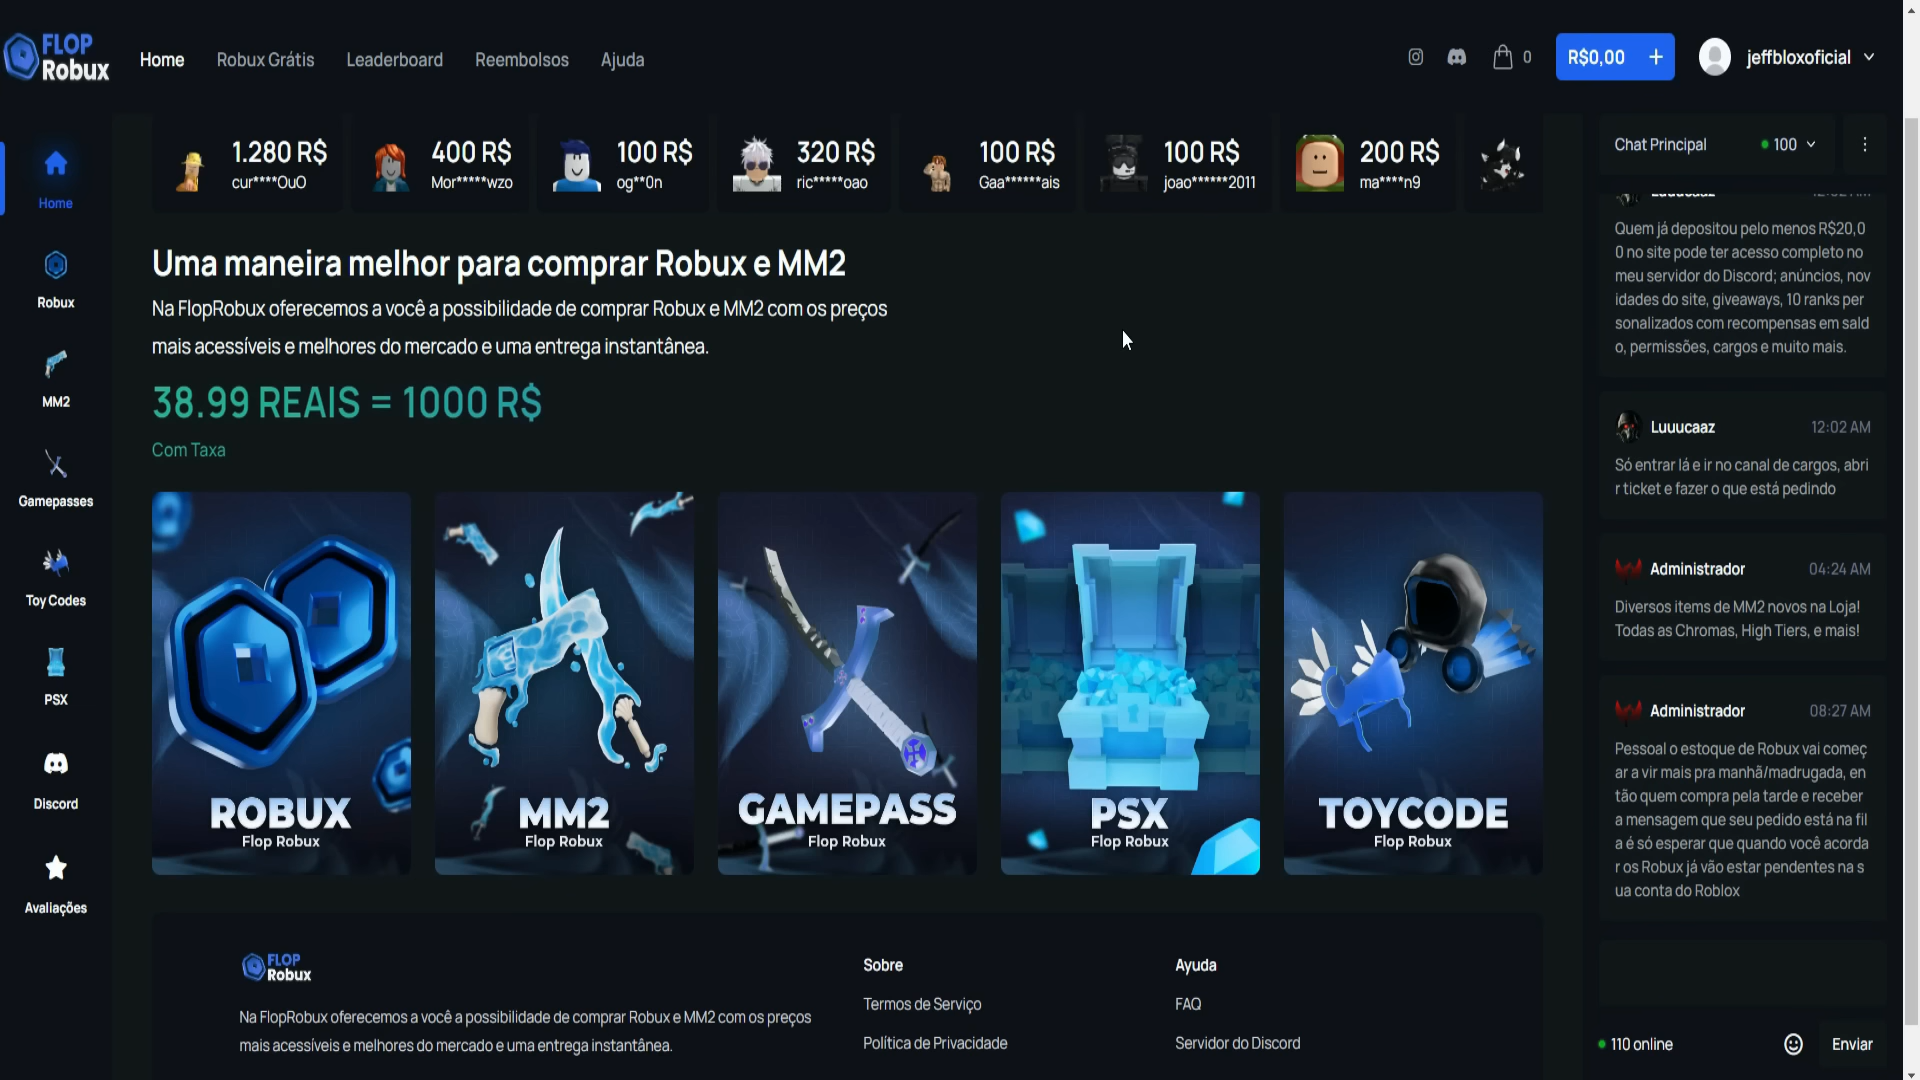 FLOP
Robux
Home
Robux Grátis
Leaderboard
Reembolsos
Ajuda
0
R$0,00 +
jeffbloxoficial
Home
Robux
MM2
Gamepasses
Toy Codes
PSX
Discord
Avaliações
1.280 R$
cur****OuO
400 R$
Mor*****wzo
100 R$
og**0n
320 R$
ric*****oao
100 R$
Gaa******ais
100 R$
joao******2011
200 R$
ma****n9
Uma maneira melhor para comprar Robux e MM2
Na FlopRobux oferecemos a você a possibilidade de comprar Robux e MM2 com os preços
mais acessíveis e melhores do mercado e uma entrega instantânea.
38.99 REAIS = 1000 R$
Com Taxa
ROBUX
Flop Robux
MM2
Flop Robux
GAMEPASS
Flop Robux
PSX
Flop Robux
TOYCODE
Flop Robux
FLOP
Robux
Na FlopRobux oferecemos a você a possibilidade de comprar Robux e MM2 com os preços
mais acessíveis e melhores do mercado e uma entrega instantânea.
Sobre
Termos de Serviço
Política de Privacidade
Ayuda
FAQ
Servidor do Discord
Chat Principal
100
Luuucaaz 12:02 AM
Quem já depositou pelo menos R$20,0
0 no site pode ter acesso completo no
meu servidor do Discord; anúncios, nov
idades do site, giveaways, 10 ranks per
sonalizados com recompensas em sald
o, permissões, cargos e muito mais.
Luuucaaz 12:02 AM
Só entrar lá e ir no canal de cargos, abri
r ticket e fazer o que está pedindo
Administrador 04:24 AM
Diversos items de MM2 novos na Loja!
Todas as Chromas, High Tiers, e mais!
Administrador 08:27 AM
Pessoal o estoque de Robux vai começ
ar a vir mais pra manhã/madrugada, en
tão quem compra pela tarde e receber
a mensagem que seu pedido está na fil
a é só esperar que quando você acorda
r os Robux já vão estar pendentes na s
ua conta do Roblox
110 online
Enviar